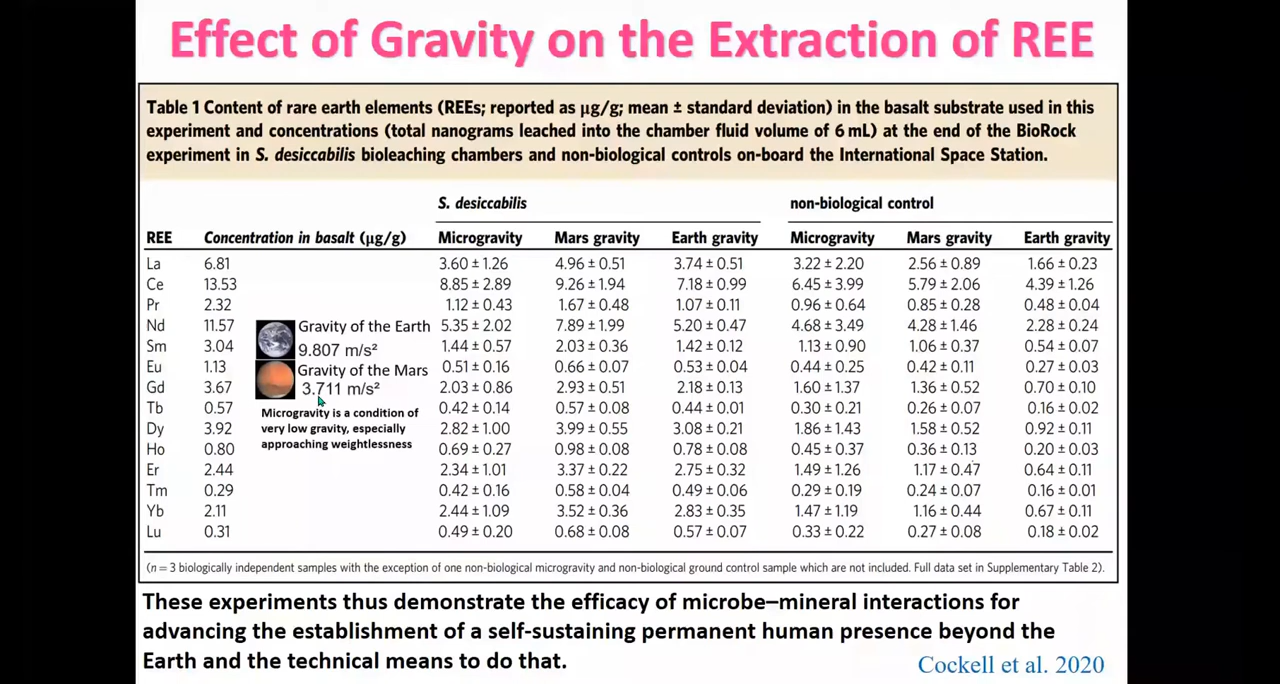 Effect of Gravity on the Extraction of REE
Table 1 Content of rare earth elements (REEs; reported as μg/g; mean ± standard deviation) in the basalt substrate used in this
experiment and concentrations (total nanograms leached into the chamber fluid volume of 6 mL) at the end of the BioRock
experiment in S. desiccabilis bioleaching chambers and non-biological controls on-board the International Space Station.
S. desiccabilis non-biological control
REE Concentration in basalt (μg/g) Microgravity Mars gravity Earth gravity Microgravity Mars gravity Earth gravity
La 6.81 3.60 ± 1.26 4.96 ± 0.51 3.74 ± 0.51 3.22 ± 2.20 2.56 ± 0.89 1.66 ± 0.23
Ce 13.53 8.85 ± 2.89 9.26 ± 1.94 7.18 ± 0.99 6.45 ± 3.99 5.79 ± 2.06 4.39 ± 1.26
Pr 2.32 1.12 ± 0.43 1.67 ± 0.48 1.07 ± 0.11 0.96 ± 0.64 0.85 ± 0.28 0.48 ± 0.04
Nd 11.57 5.35 ± 2.02 7.89 ± 1.99 5.20 ± 0.47 4.68 ± 3.49 4.28 ± 1.46 2.28 ± 0.24
Sm 3.04 1.44 ± 0.57 2.03 ± 0.36 1.42 ± 0.12 1.13 ± 0.90 1.06 ± 0.37 0.54 ± 0.07
Eu 1.13 0.51 ± 0.16 0.66 ± 0.07 0.53 ± 0.04 0.44 ± 0.25 0.42 ± 0.11 0.27 ± 0.03
Gd 3.67 2.03 ± 0.86 2.93 ± 0.51 2.18 ± 0.13 1.60 ± 1.37 1.36 ± 0.52 0.70 ± 0.10
Tb 0.57 0.42 ± 0.14 0.57 ± 0.08 0.44 ± 0.01 0.30 ± 0.21 0.26 ± 0.07 0.16 ± 0.02
Dy 3.92 2.82 ± 1.00 3.99 ± 0.55 3.08 ± 0.21 1.86 ± 1.43 1.58 ± 0.52 0.92 ± 0.11
Ho 0.80 0.69 ± 0.27 0.98 ± 0.08 0.78 ± 0.08 0.45 ± 0.37 0.36 ± 0.13 0.20 ± 0.03
Er 2.44 2.34 ± 1.01 3.37 ± 0.22 2.75 ± 0.32 1.49 ± 1.26 1.17 ± 0.47 0.64 ± 0.11
Tm 0.29 0.42 ± 0.16 0.58 ± 0.04 0.49 ± 0.06 0.29 ± 0.19 0.24 ± 0.07 0.16 ± 0.01
Yb 2.11 2.44 ± 1.09 3.52 ± 0.36 2.83 ± 0.35 1.47 ± 1.19 1.16 ± 0.44 0.67 ± 0.11
Lu 0.31 0.49 ± 0.20 0.68 ± 0.08 0.57 ± 0.07 0.33 ± 0.22 0.27 ± 0.08 0.18 ± 0.02
Gravity of the Earth
9.807 m/s²
Gravity of the Mars
3.711 m/s²
Microgravity is a condition of
very low gravity, especially
approaching weightlessness
(n = 3 biologically independent samples with the exception of one non-biological microgravity and non-biological ground control sample which are not included. Full data set in Supplementary Table 2).
These experiments thus demonstrate the efficacy of microbe–mineral interactions for
advancing the establishment of a self-sustaining permanent human presence beyond the
Earth and the technical means to do that.
Cockell et al. 2020